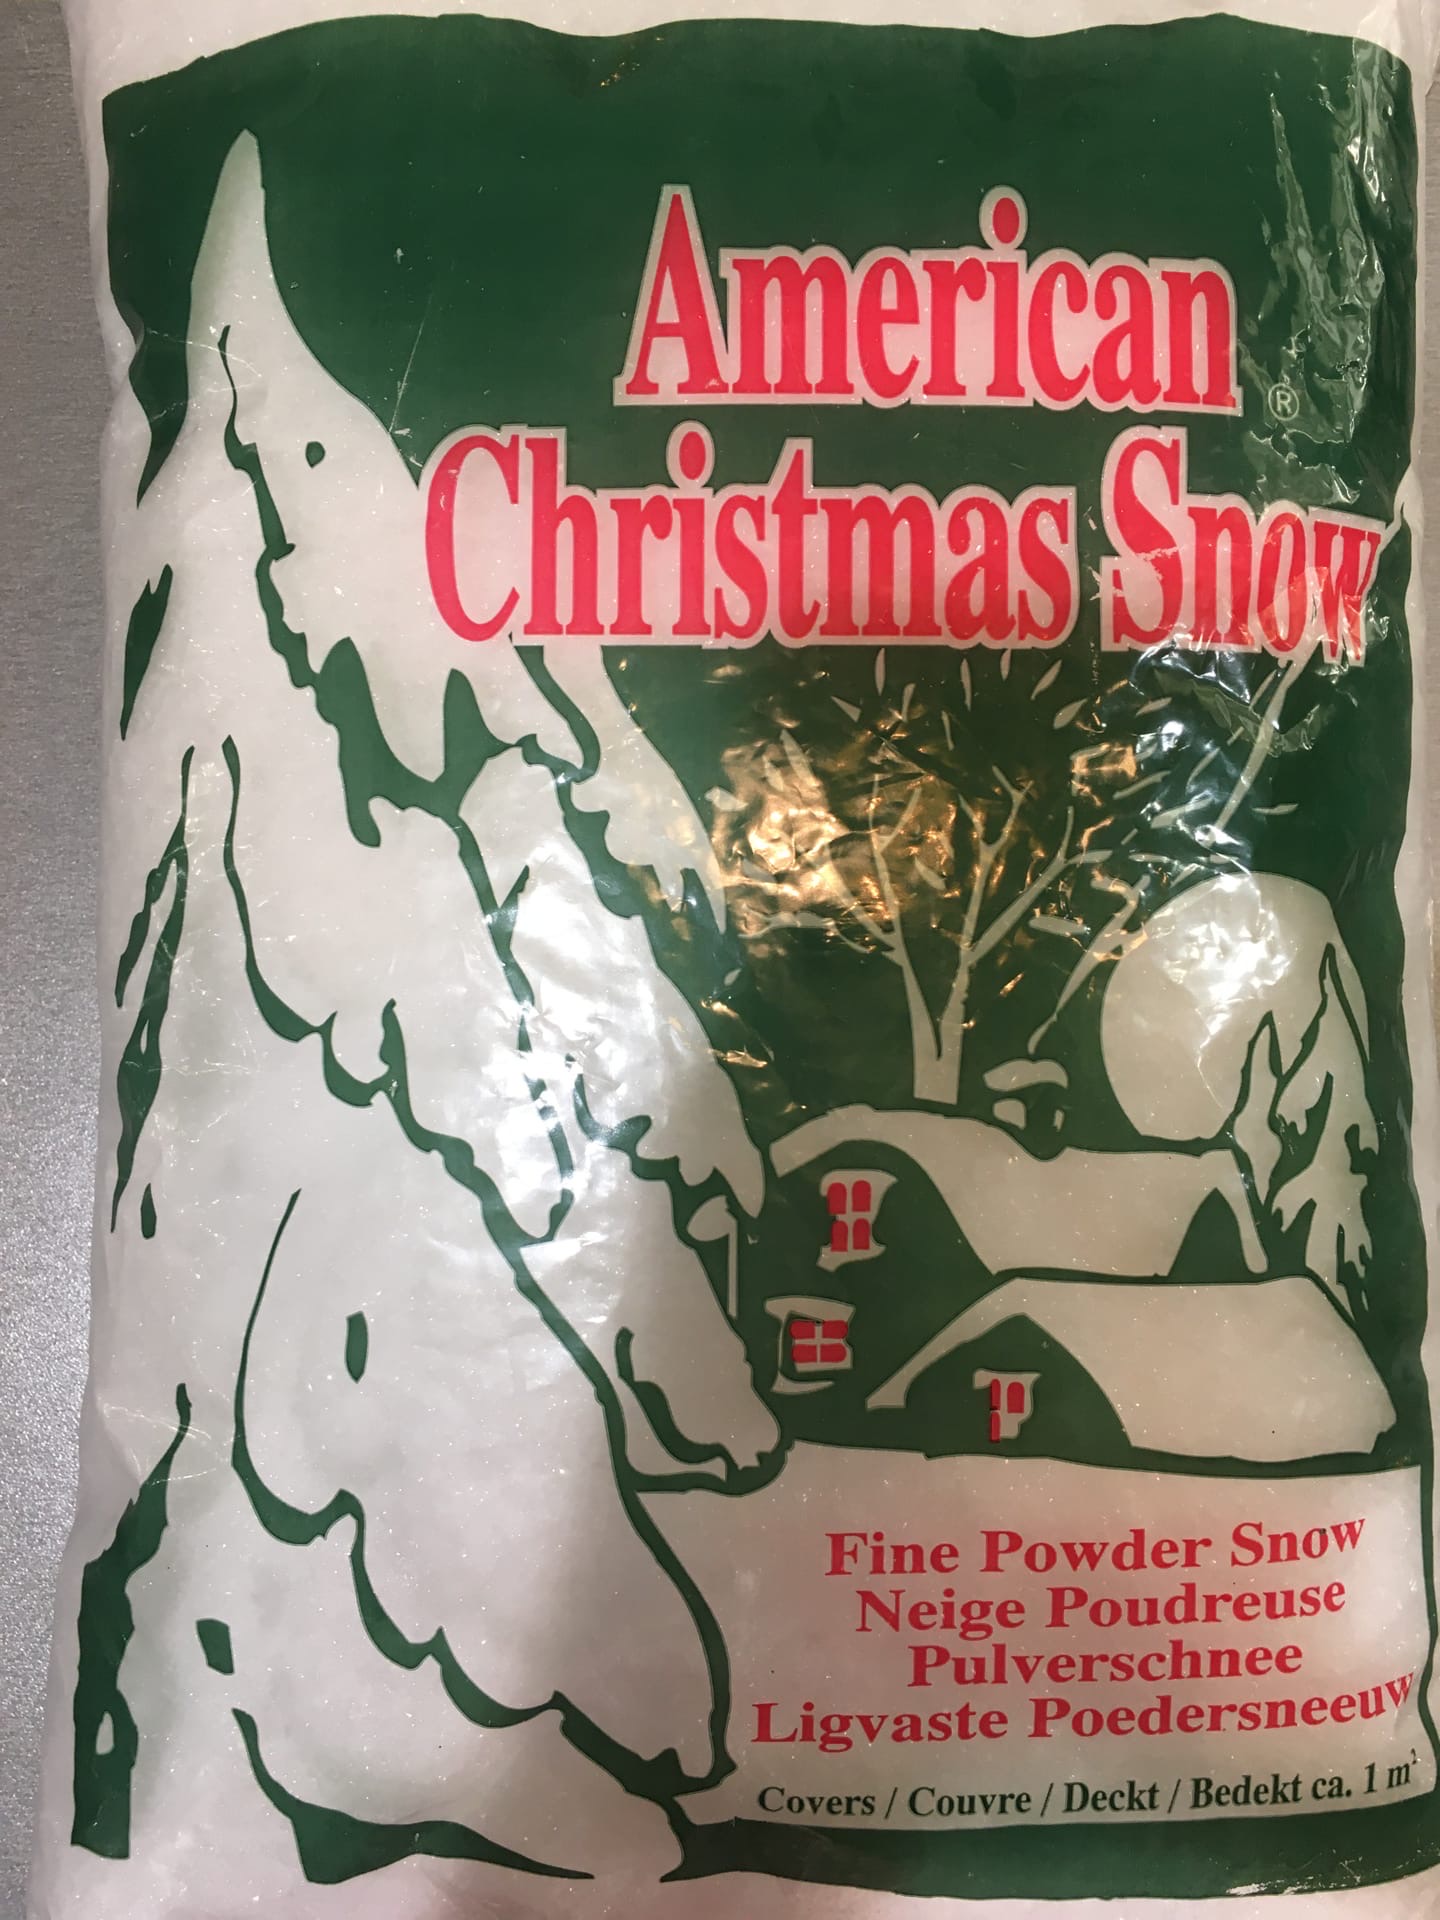 American
®
Christmas Snow
Fine Powder Snow
Neige Poudreuse
Pulverschnee
Ligvaste Poedersneeuw
Covers / Couvre / Deckt / Bedekt ca. 1 m²